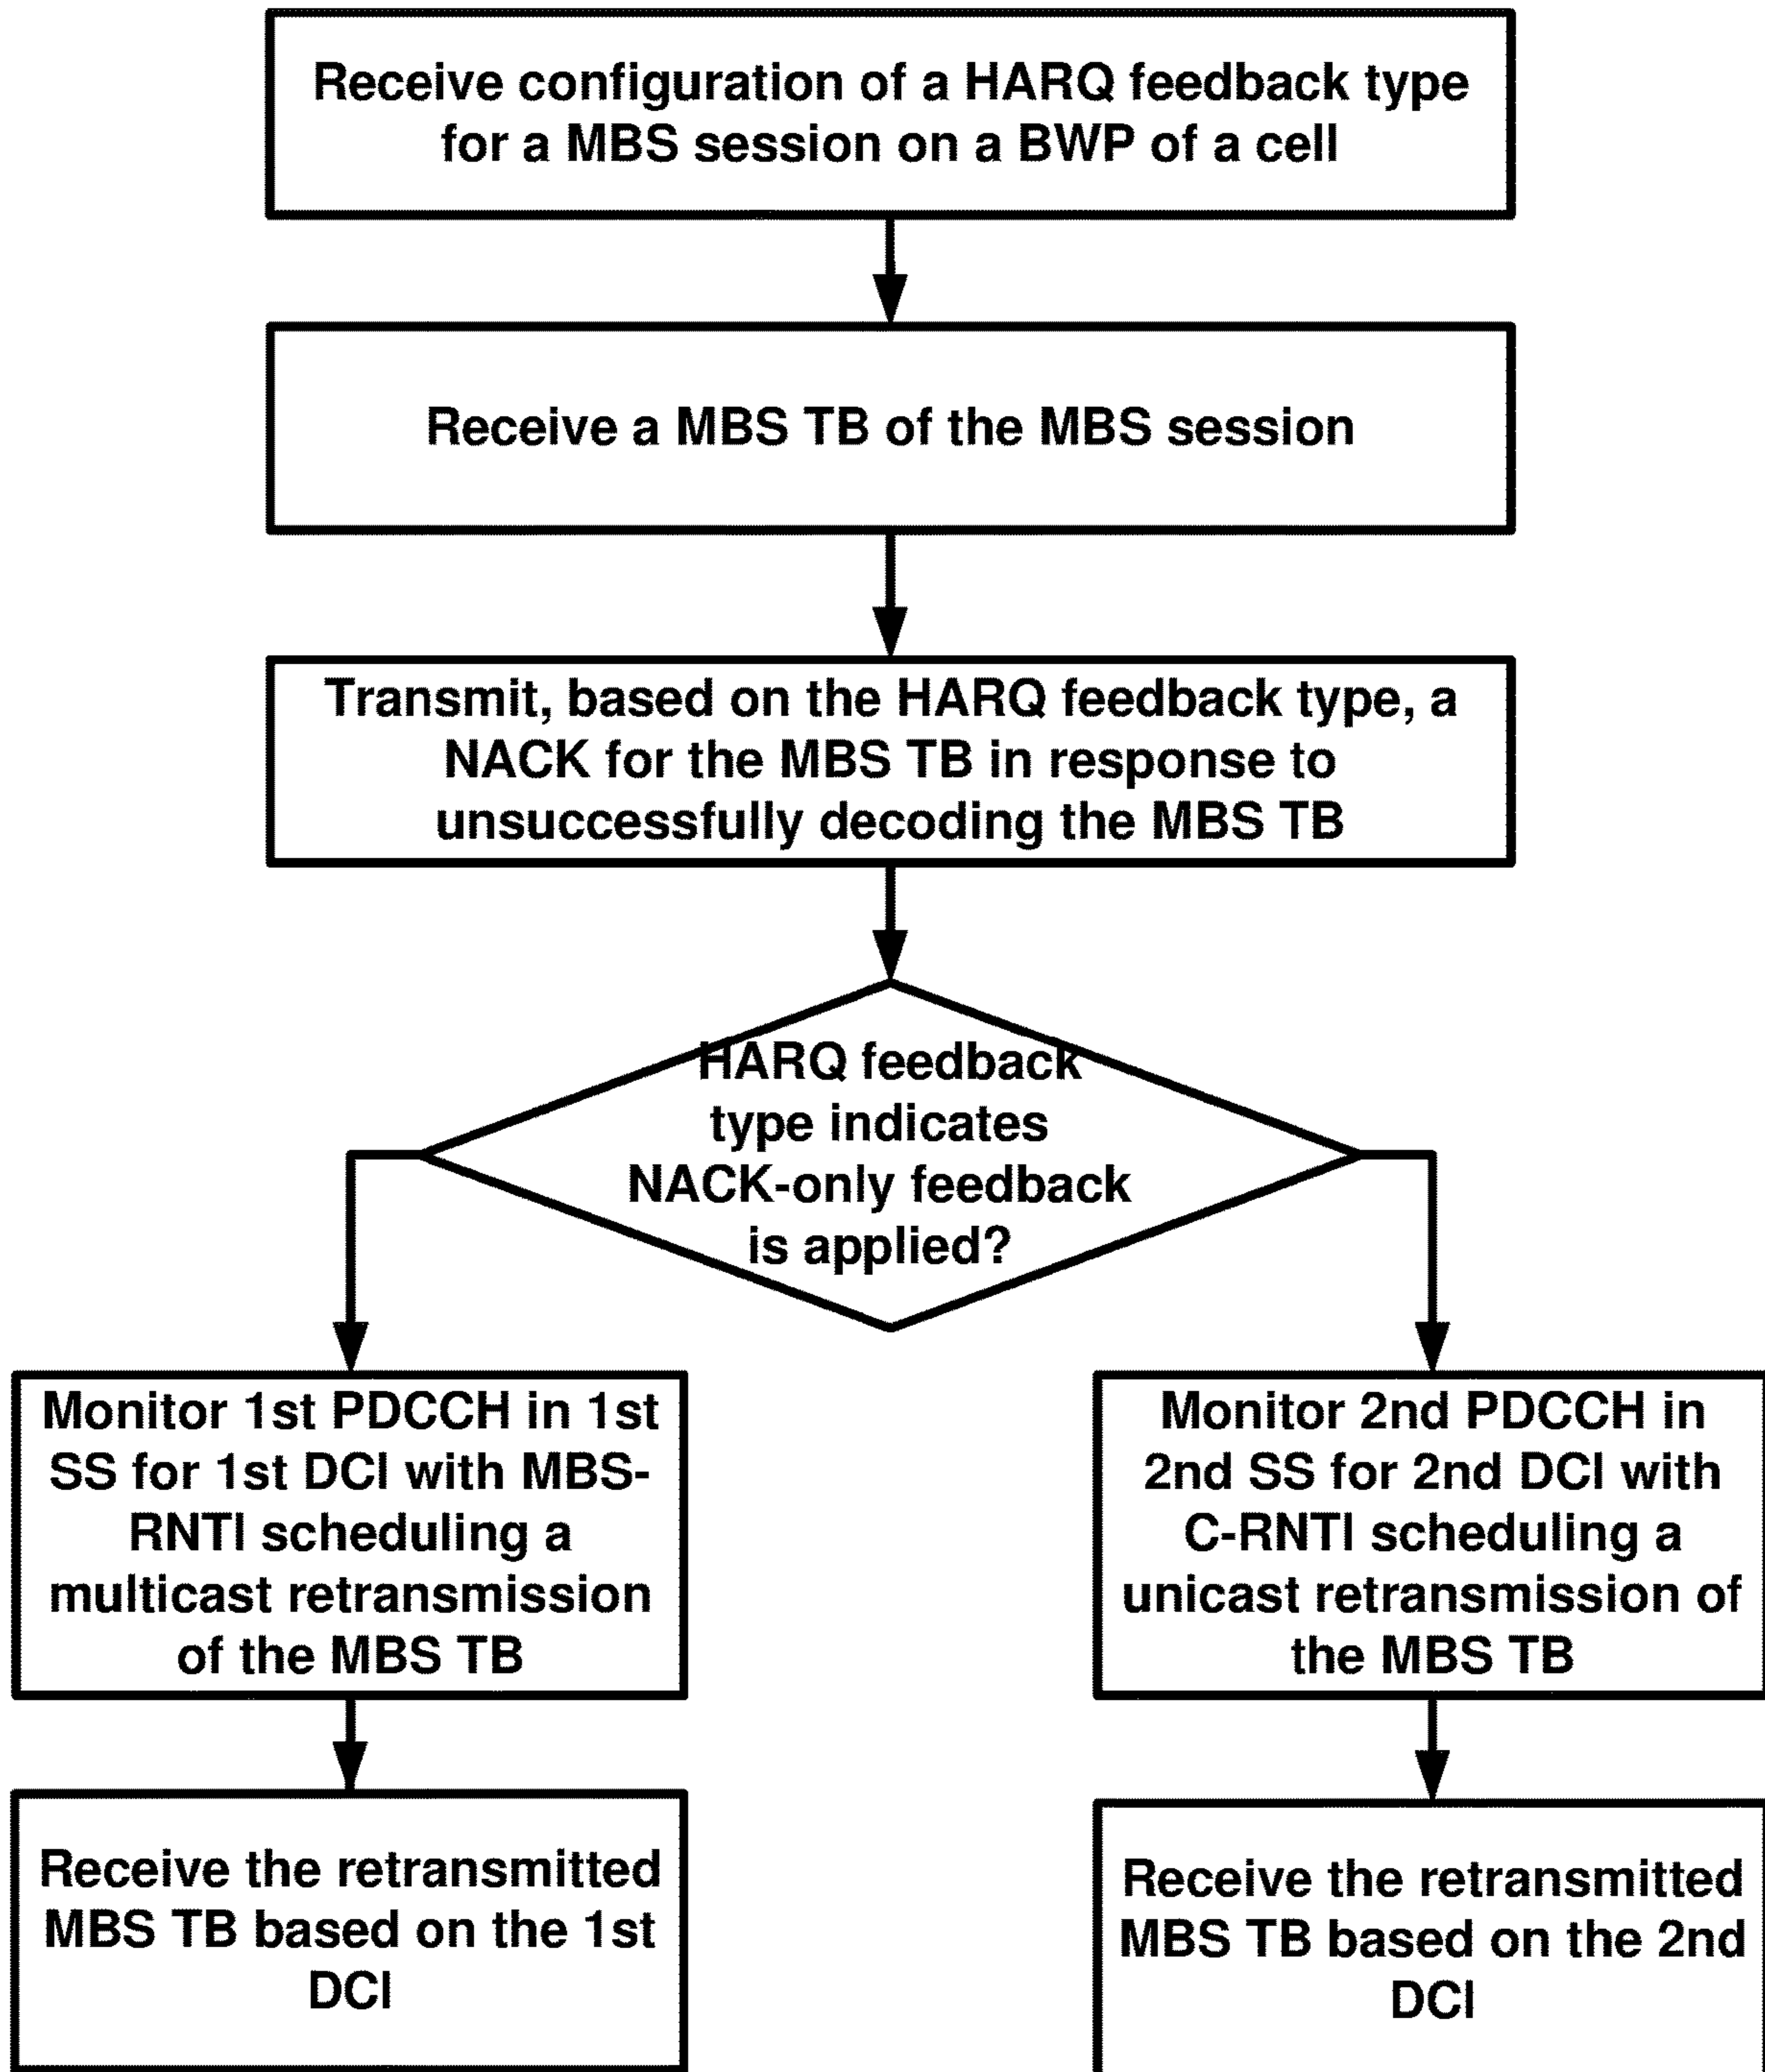 Receive configuration of a HARQ feedback type
for a MBS session on a BWP of a cell
Receive a MBS TB of the MBS session
Transmit, based on the HARQ feedback type, a
NACK for the MBS TB in response to
unsuccessfully decoding the MBS TB
HARQ feedback
type indicates
NACK-only feedback
is applied?
Monitor 1st PDCCH in 1st
SS for 1st DCI with MBS-
RNTI scheduling a
multicast retransmission
of the MBS TB
Monitor 2nd PDCCH in
2nd SS for 2nd DCI with
C-RNTI scheduling a
unicast retransmission of
the MBS TB
Receive the retransmitted
MBS TB based on the 1st
DCI
Receive the retransmitted
MBS TB based on the 2nd
DCI